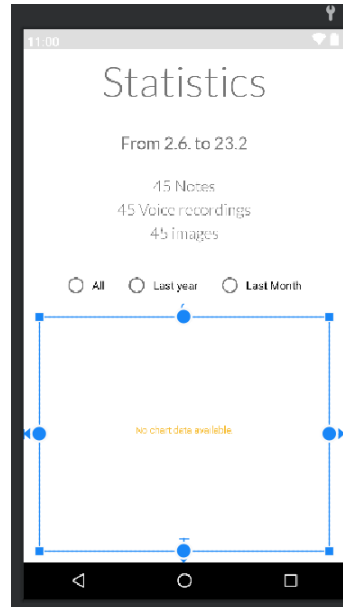 11:00
Statistics
From 2.6. to 23.2
45 Notes
45 Voice recordings
45 images
All Last year Last Month
No chart data available.